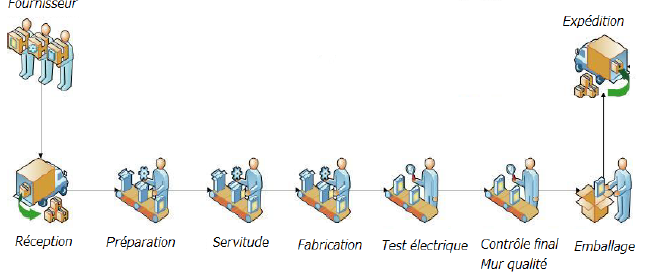 Fournisseur
Expédition
Réception
Préparation
Servitude
Fabrication
Test électrique
Contrôle final
Mur qualité
Emballage